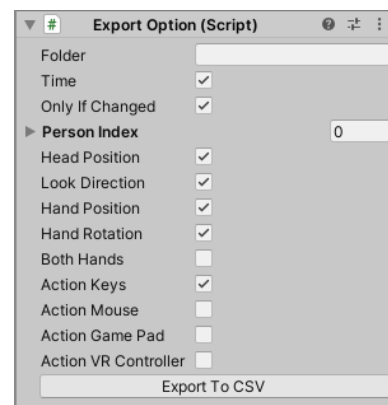 # Export Option (Script)
Folder
Time
Only If Changed
Person Index 0
Head Position
Look Direction
Hand Position
Hand Rotation
Both Hands
Action Keys
Action Mouse
Action Game Pad
Action VR Controller
Export To CSV